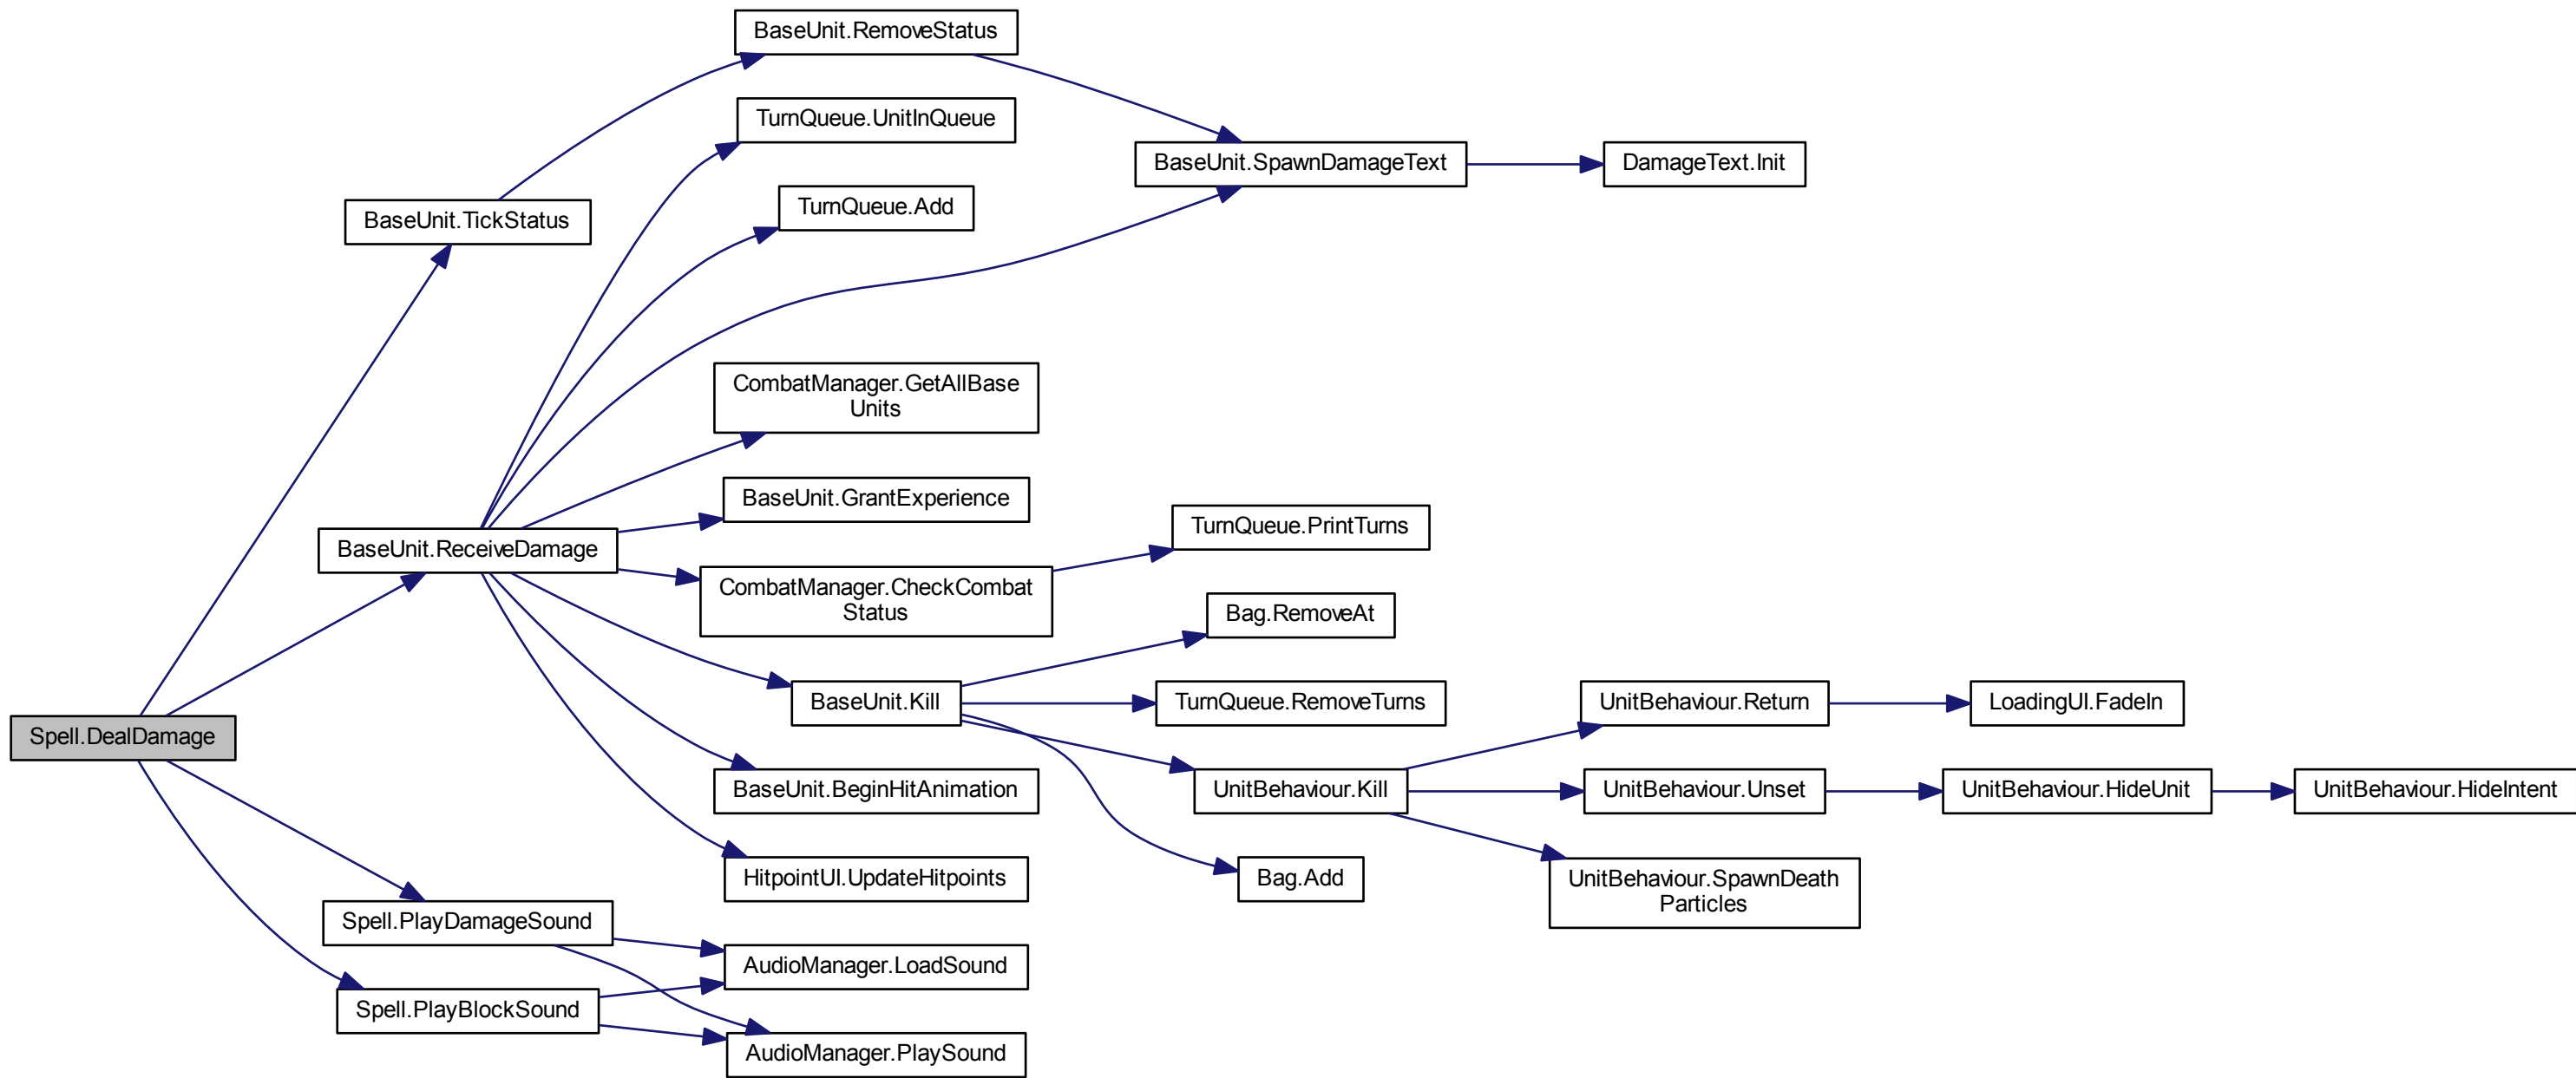 BaseUnit.RemoveStatus
TurnQueue.UnitInQueue
BaseUnit.SpawnDamageText
DamageText.Init
BaseUnit.TickStatus
TurnQueue.Add
CombatManager.GetAllBase
Units
BaseUnit.GrantExperience
BaseUnit.ReceiveDamage
TurnQueue.PrintTurns
CombatManager.CheckCombat
Status
Bag.RemoveAt
BaseUnit.Kill
TurnQueue.RemoveTurns
UnitBehaviour.Return
LoadingUI.FadeIn
Spell.DealDamage
BaseUnit.BeginHitAnimation
UnitBehaviour.Kill
UnitBehaviour.Unset
UnitBehaviour.HideUnit
UnitBehaviour.HideIntent
HitpointUI.UpdateHitpoints
Bag.Add
UnitBehaviour.SpawnDeath
Particles
Spell.PlayDamageSound
AudioManager.LoadSound
Spell.PlayBlockSound
AudioManager.PlaySound